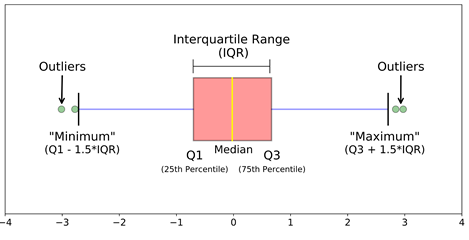 Interquartile Range
(IQR)
Outliers
Outliers
"Minimum"
(Q1 - 1.5*IQR)
"Maximum"
(Q3 + 1.5*IQR)
Q1
Median
Q3
(25th Percentile)
(75th Percentile)
−4
−3
−2
−1
0
1
2
3
4